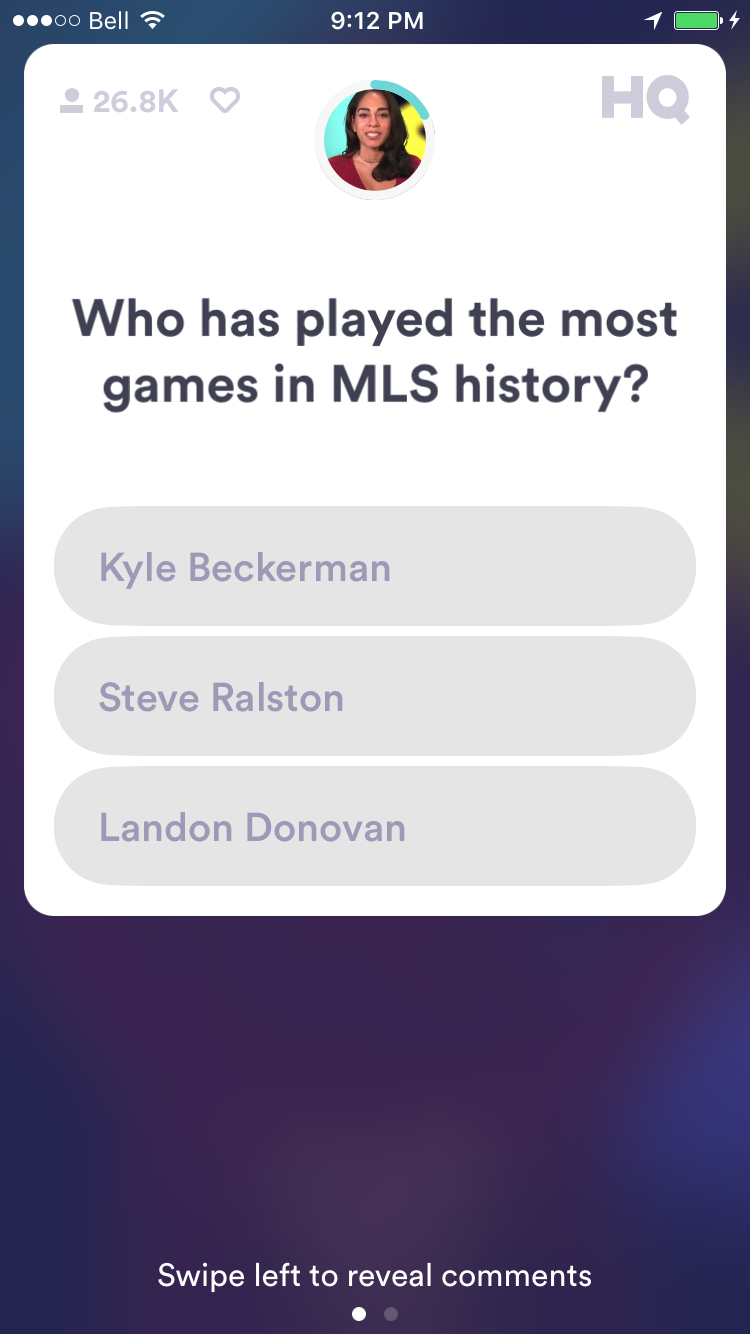 Bell 9:12 PM
26.8K HQ
Who has played the most
games in MLS history?
Kyle Beckerman
Steve Ralston
Landon Donovan
Swipe left to reveal comments